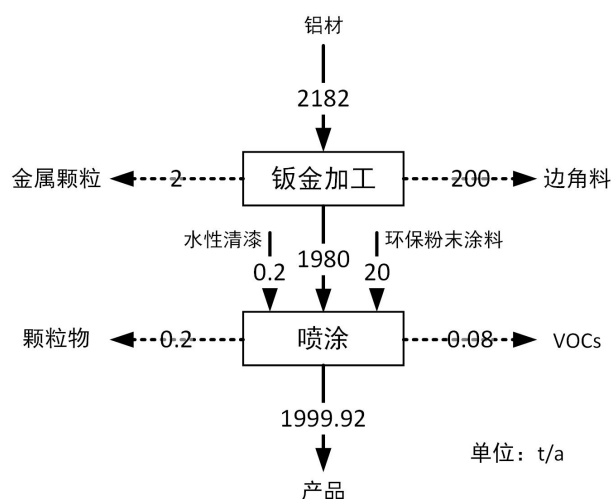 铝材
2182
金属颗粒
2
钣金加工
200
边角料
水性清漆
环保粉末涂料
0.2
1980
20
颗粒物
0.2
喷涂
0.08
VOCs
1999.92
单位：t/a
产品